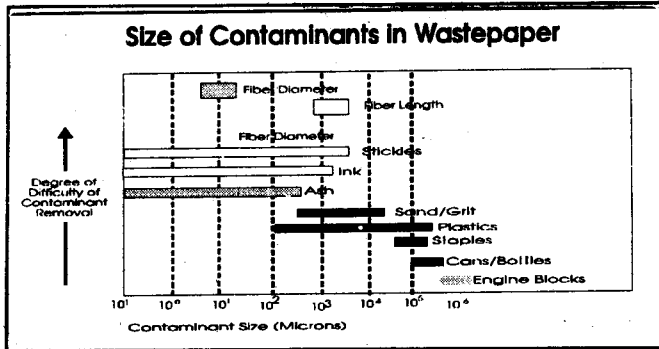 Size of Contaminants in Wastepaper
Fiber Diameter
Fiber Length
Fiber Diameter
Stickies
Ink
Ash
Sand/Grit
Plastics
Staples
Cans/Bottles
Engine Blocks
Degree of
Difficulty of
Contaminant
Removal
10¹ 10⁰ 10¹ 10² 10³ 10⁴ 10⁵ 10⁶
Contaminant Size (Microns)